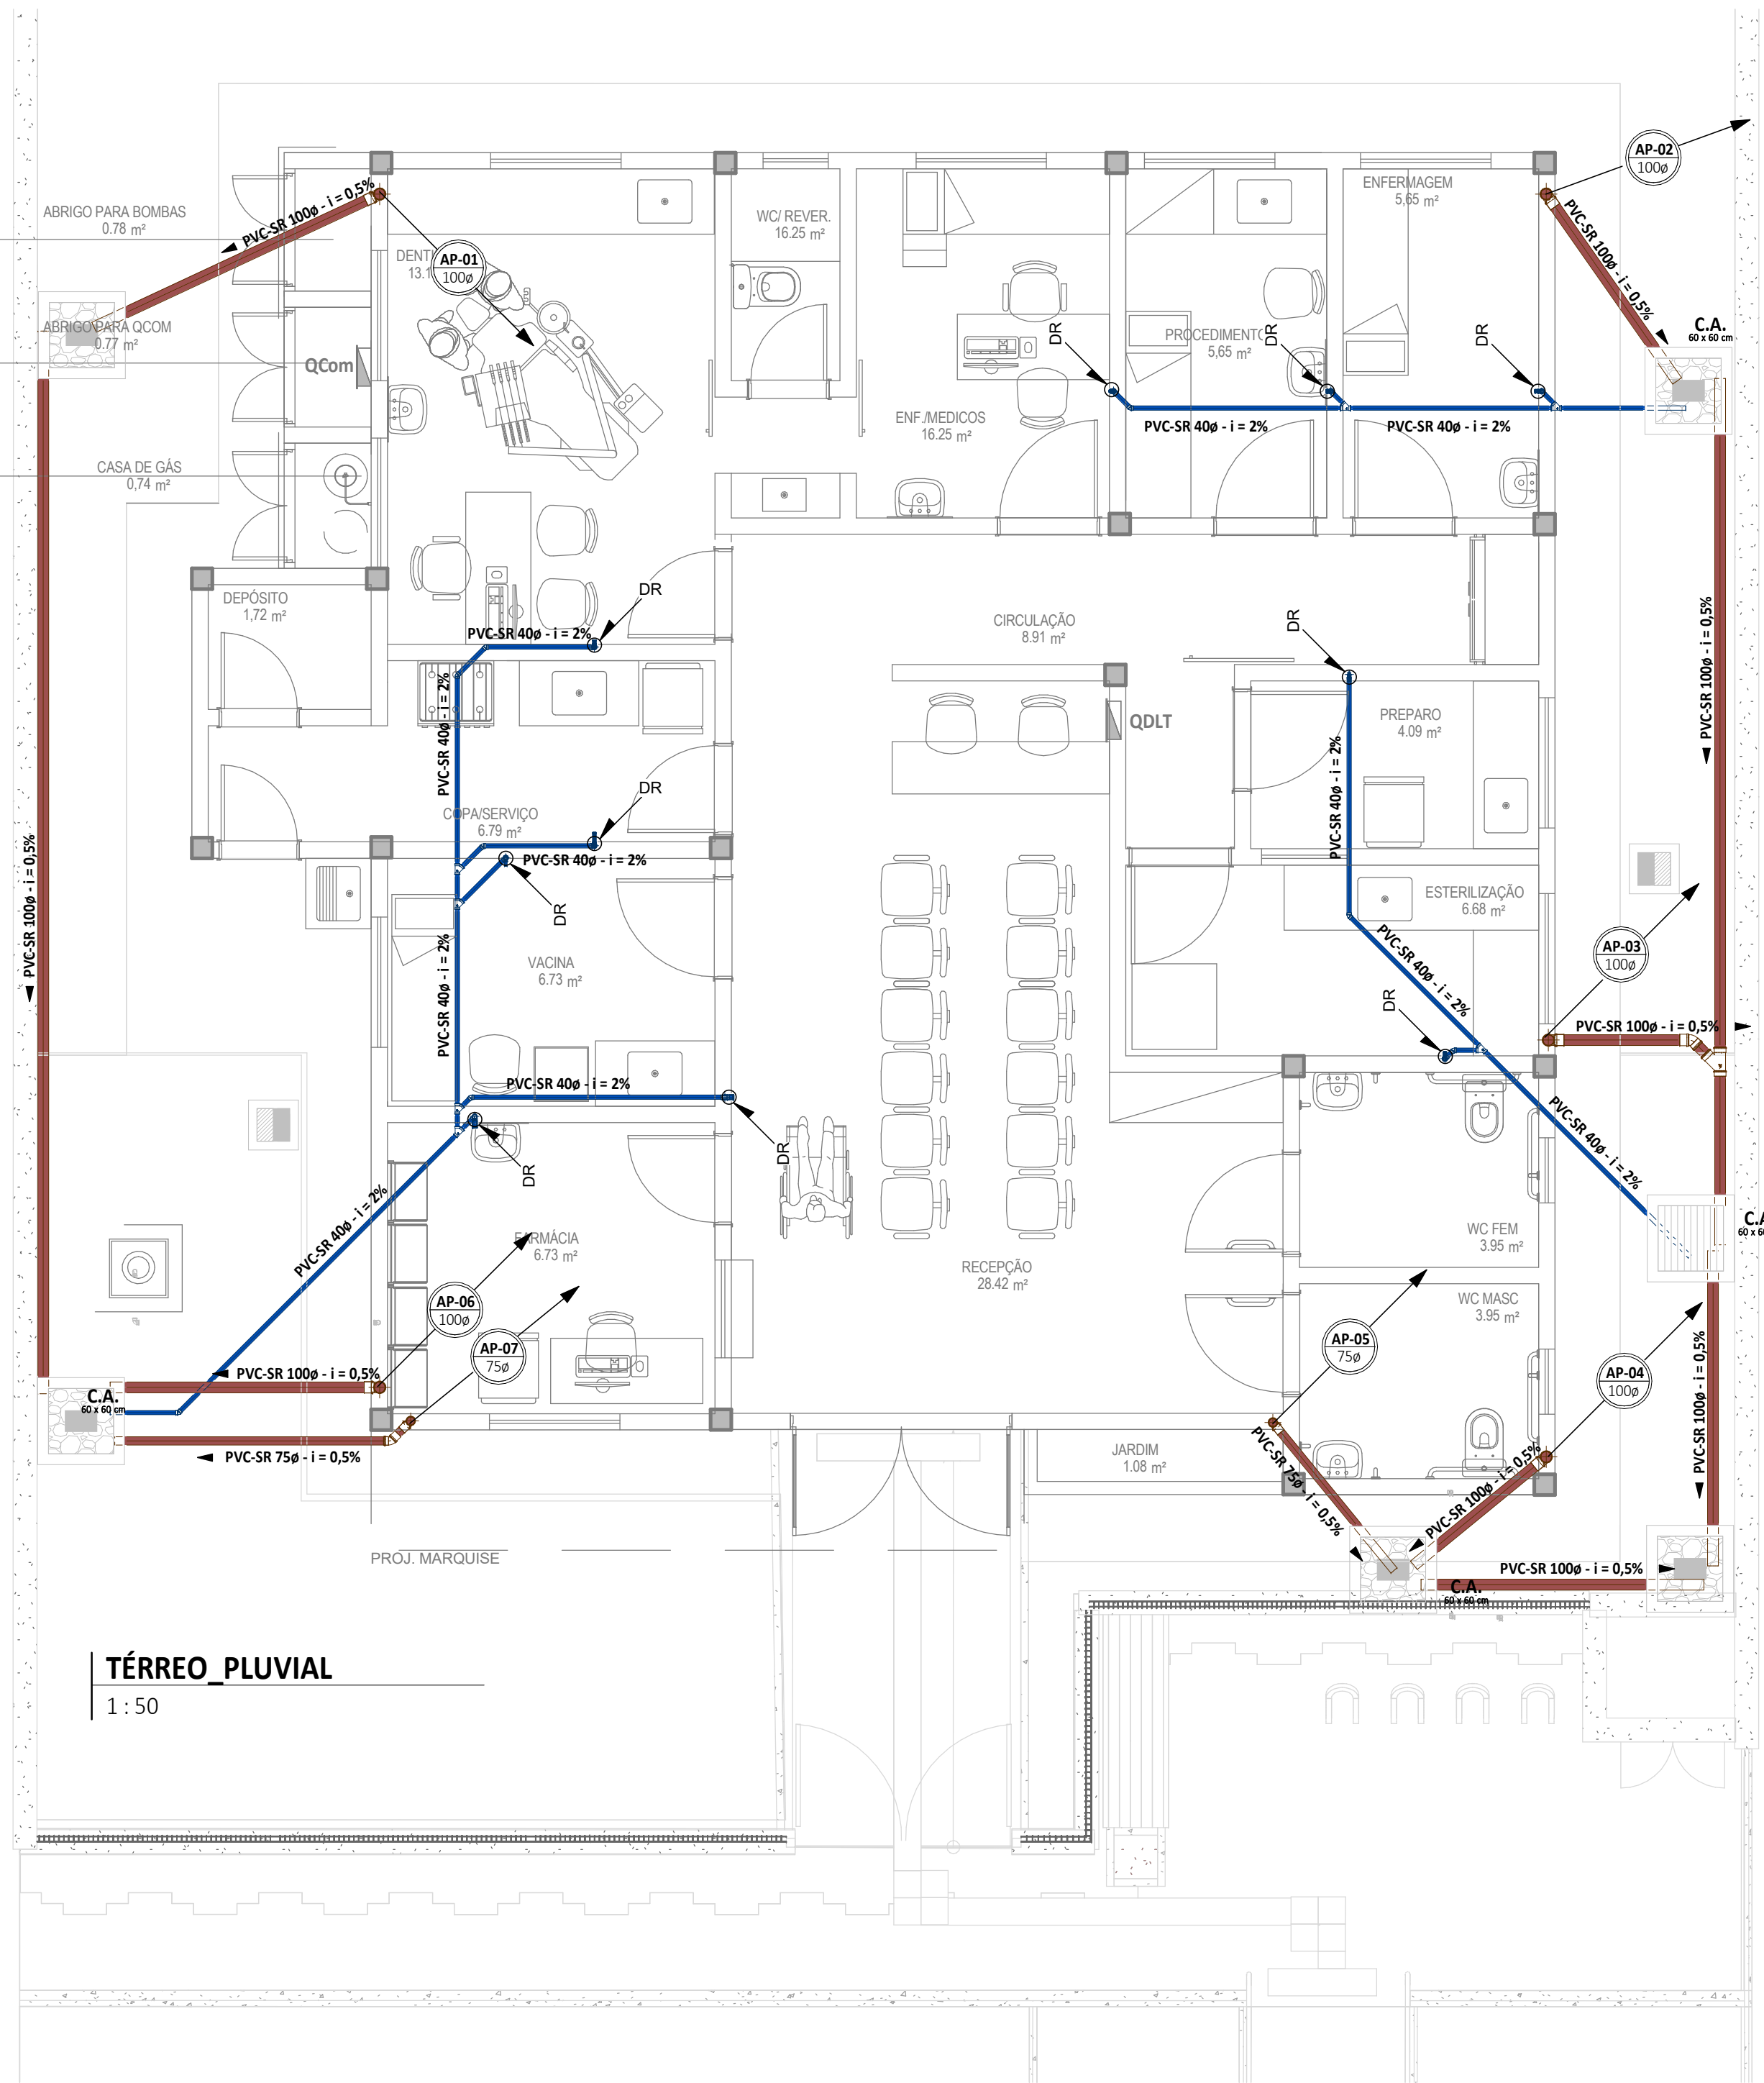 AP-02
100ø
ENFERMAGEM
5,65 m²
PVC-SR 100ø - i = 0,5%
ABRIGO PARA BOMBAS
0.78 m²
WC/ REVER.
16.25 m²
PVC-SR 100ø - i = 0,5%
AP-01
100ø
ABRIGO PARA QCOM
0.77 m²
QCom
DR
PROCEDIMENTO
5,65 m²
DR
DR
C.A.
60 x 60 cm
ENF./MEDICOS
16.25 m²
PVC-SR 40ø - i = 2%
PVC-SR 40ø - i = 2%
CASA DE GÁS
0,74 m²
DEPÓSITO
1,72 m²
DR
PVC-SR 40ø - i = 2%
CIRCULAÇÃO
8.91 m²
DR
PVC-SR 100ø - i = 0,5%
PVC-SR 40ø - i = 2%
QDLT
PREPARO
4.09 m²
PVC-SR 40ø - i = 2%
DR
COPA/SERVIÇO
6.79 m²
PVC-SR 40ø - i = 2%
DR
ESTERILIZAÇÃO
6.68 m²
PVC-SR 100ø - i = 0,5%
PVC-SR 40ø - i = 2%
VACINA
6.73 m²
PVC-SR 40ø - i = 2%
AP-03
100ø
DR
PVC-SR 100ø - i = 0,5%
PVC-SR 40ø - i = 2%
PVC-SR 40ø - i = 2%
DR
DR
PVC-SR 40ø - i = 2%
FARMÁCIA
6.73 m²
RECEPÇÃO
28.42 m²
WC FEM
3.95 m²
WC MASC
3.95 m²
AP-06
100ø
AP-07
75ø
AP-05
75ø
AP-04
100ø
PVC-SR 100ø - i = 0,5%
PVC-SR 100ø - i = 0,5%
C.A.
60 x 60 cm
PVC-SR 75ø - i = 0,5%
JARDIM
1.08 m²
PVC-SR 75ø - i = 0,5%
PVC-SR 100ø - i = 0,5%
PROJ. MARQUISE
PVC-SR 100ø - i = 0,5%
C.A.
60 x 60 cm
TÉRREO_PLUVIAL
1 : 50